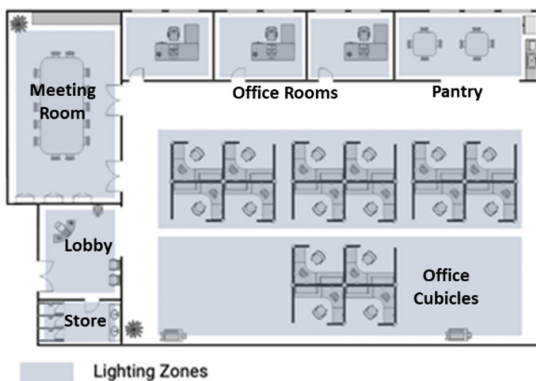 Meeting
Room
Office Rooms
Pantry
Lobby
Office
Cubicles
Store
Lighting Zones